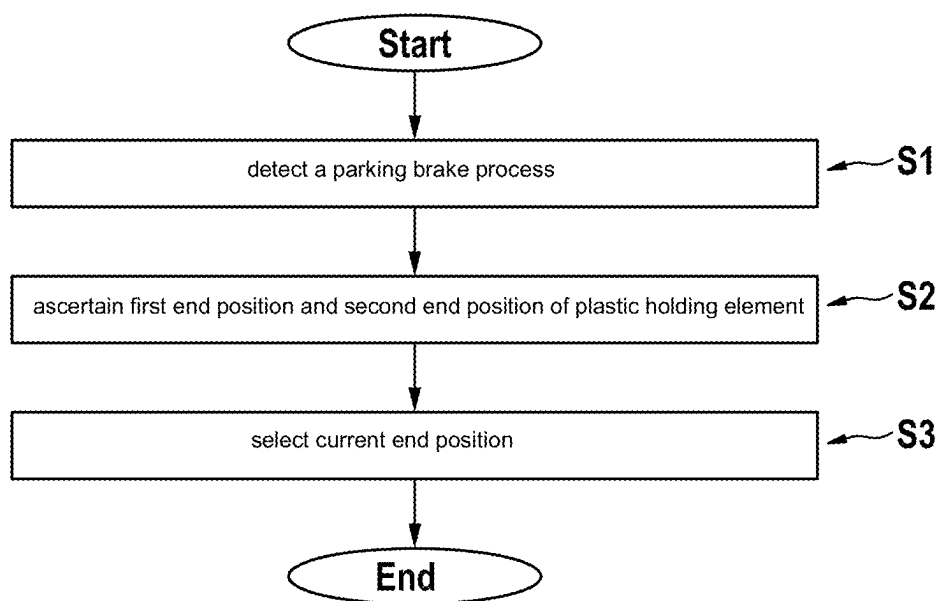 Start
detect a parking brake process
S1
ascertain first end position and second end position of plastic holding element
S2
select current end position
S3
End